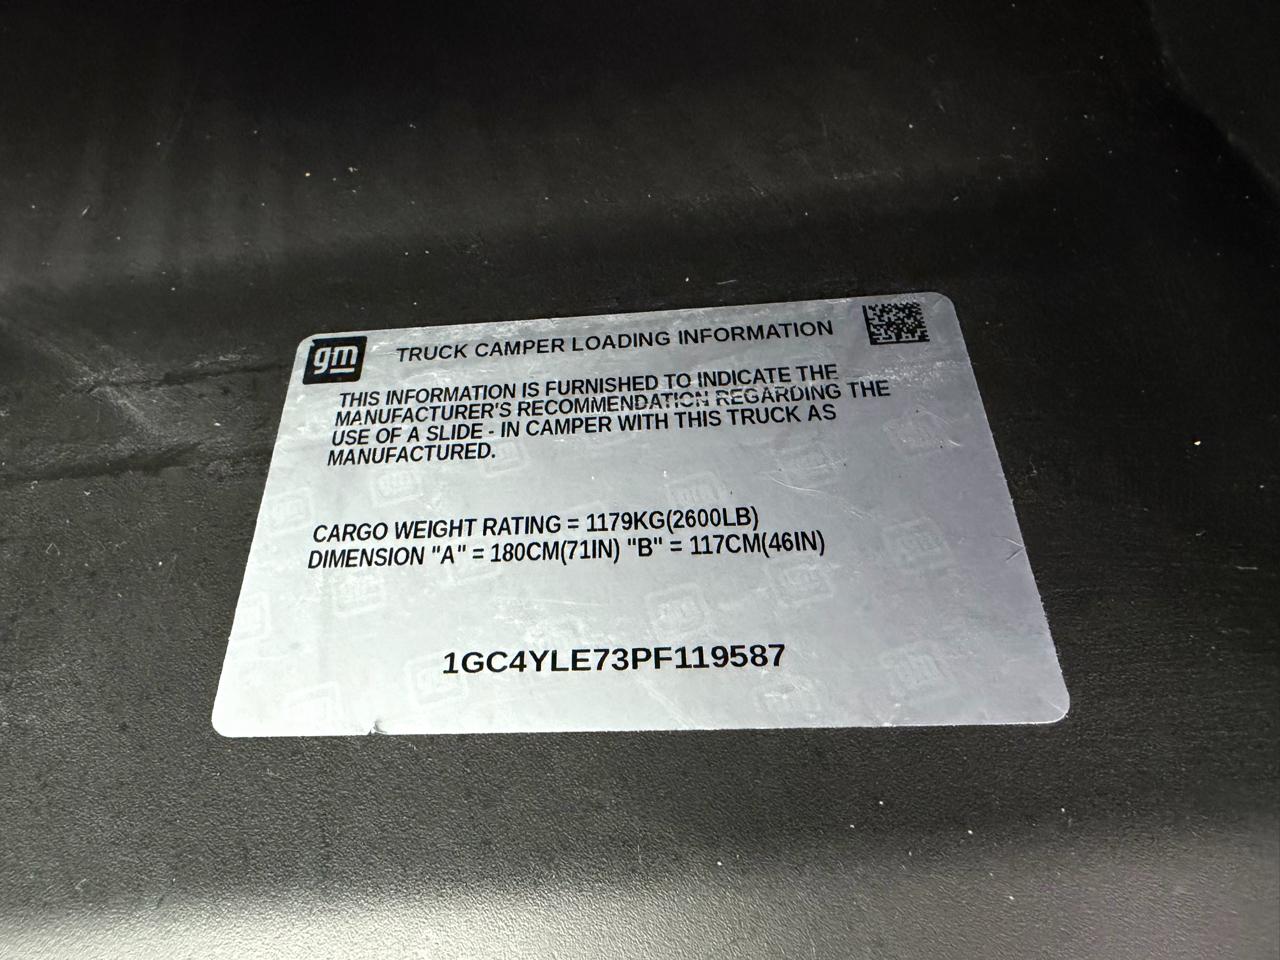 gm
TRUCK CAMPER LOADING INFORMATION
THIS INFORMATION IS FURNISHED TO INDICATE THE
MANUFACTURER'S RECOMMENDATION REGARDING THE
USE OF A SLIDE - IN CAMPER WITH THIS TRUCK AS
MANUFACTURED.
CARGO WEIGHT RATING = 1179KG(2600LB)
DIMENSION "A" = 180CM(71IN) "B" = 117CM(46IN)
1GC4YLE73PF119587